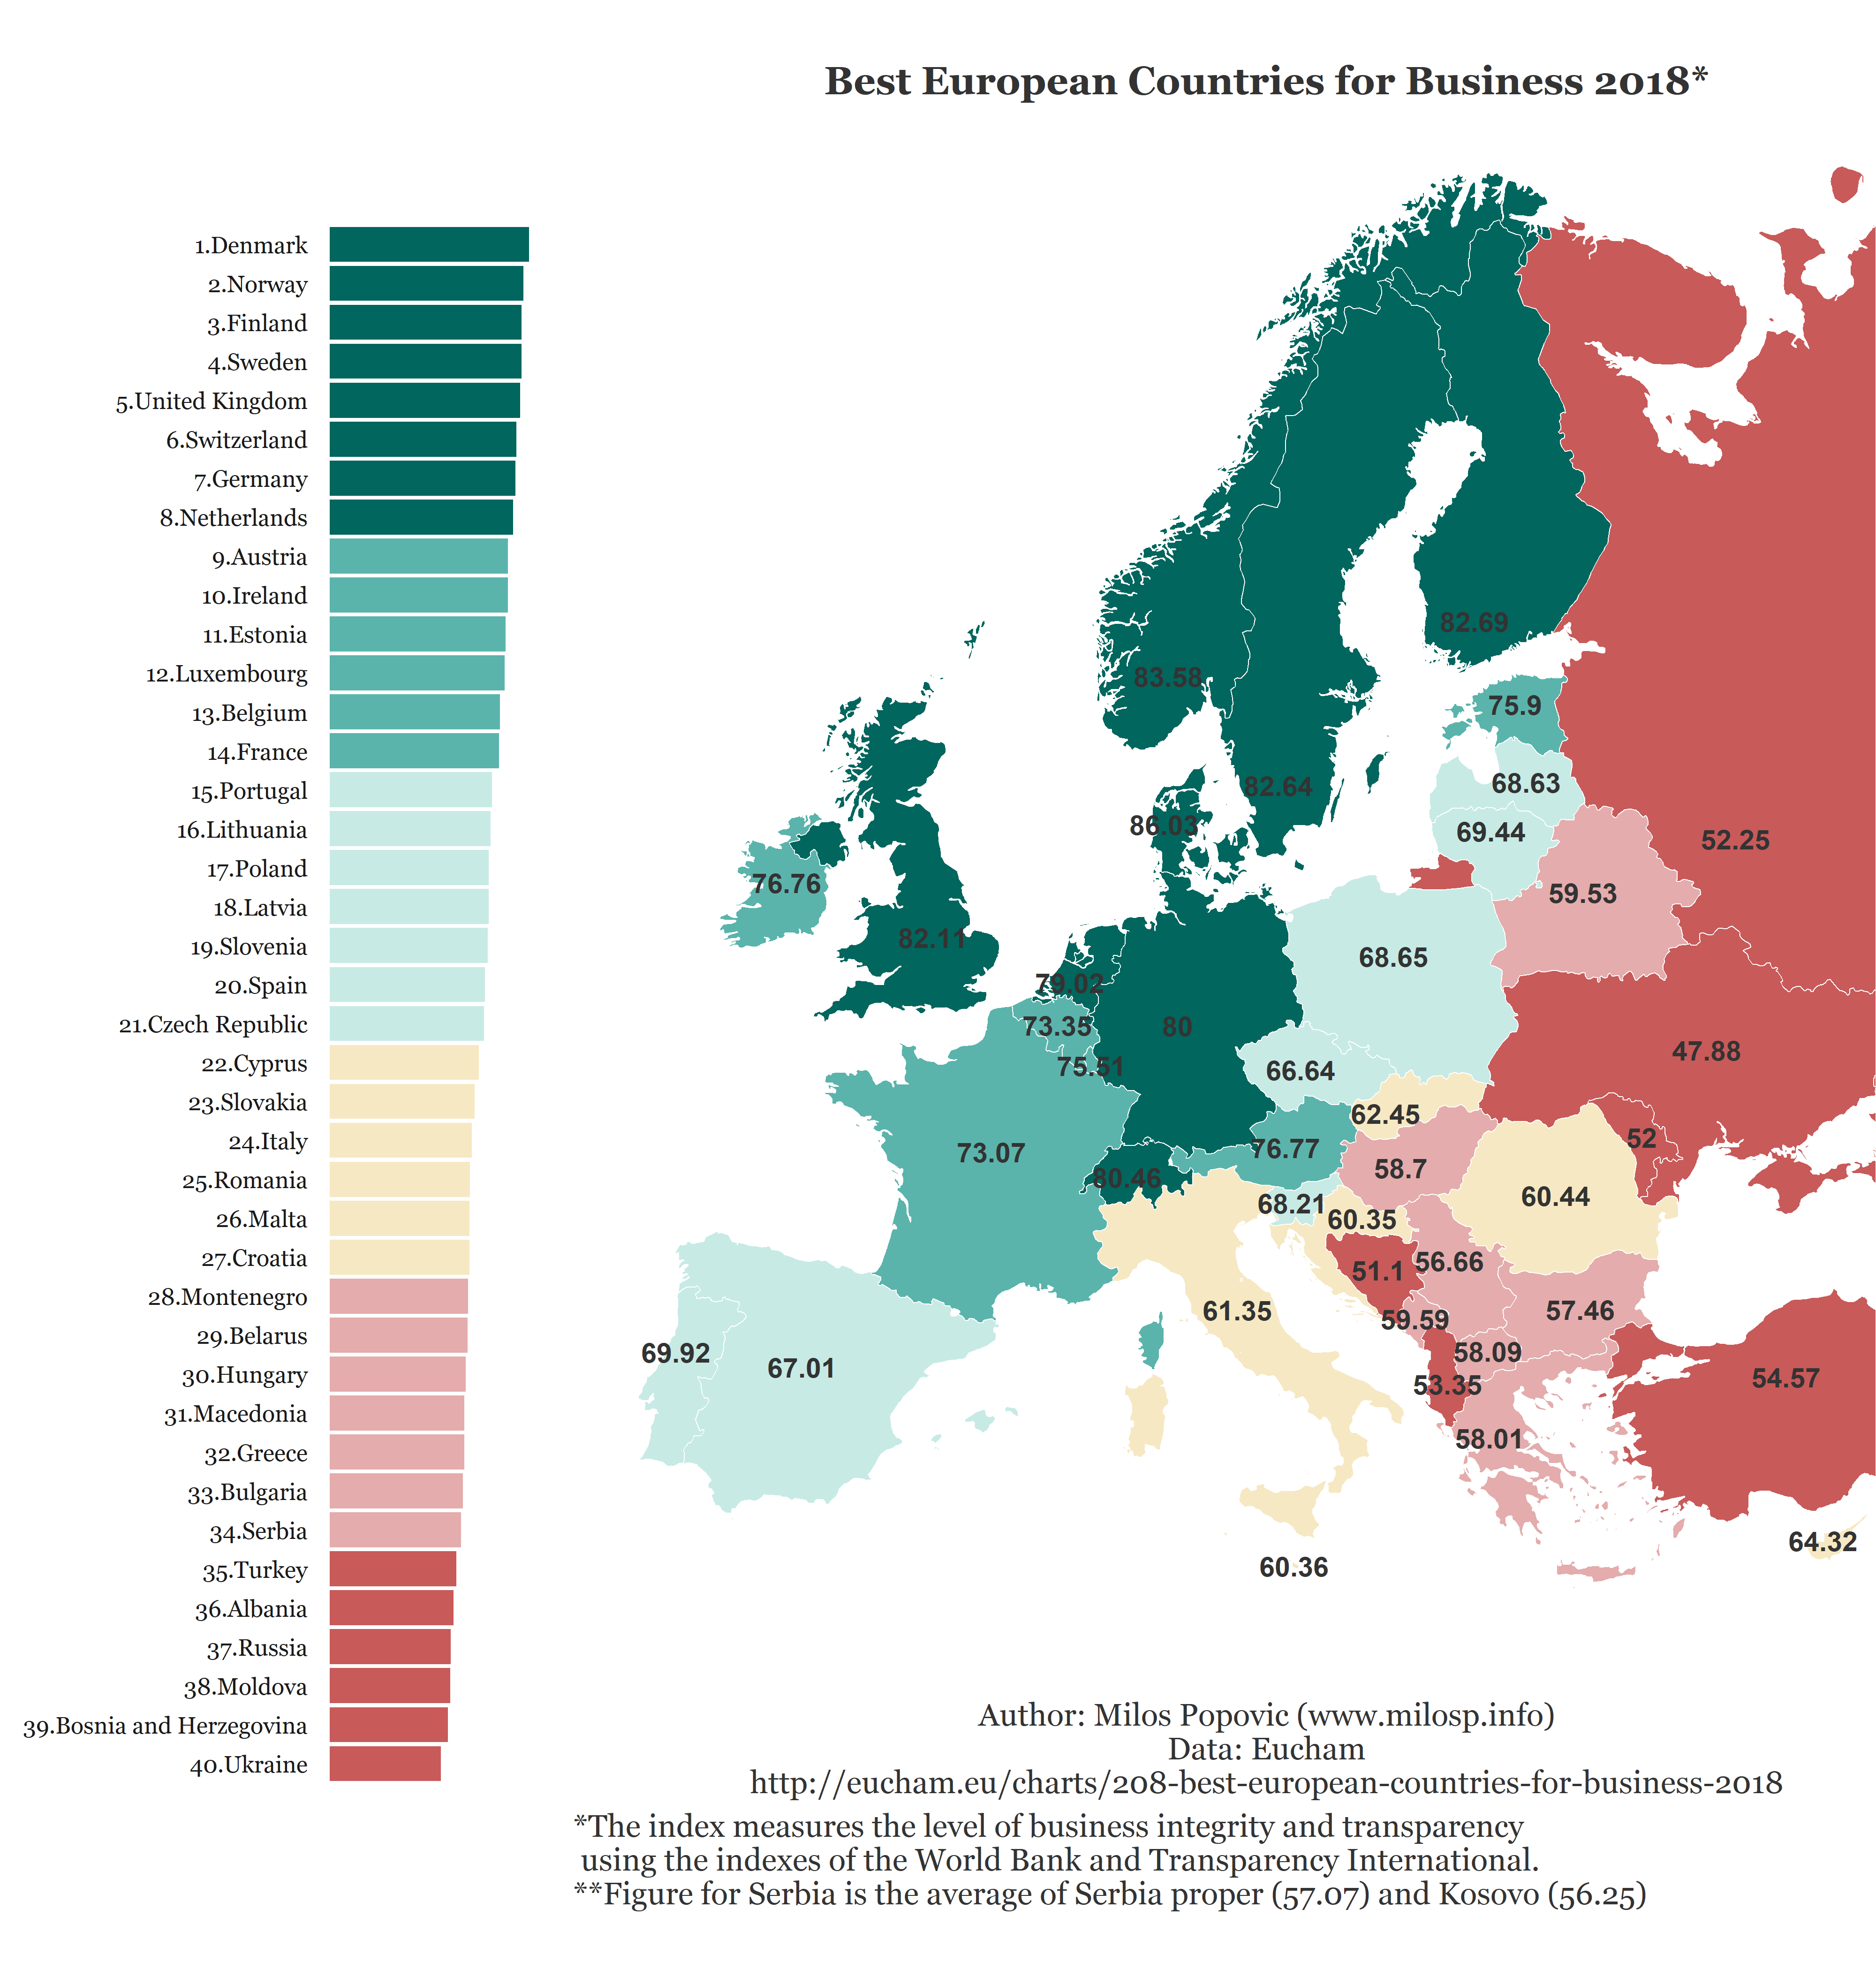 Best European Countries for Business 2018*
1.Denmark
2.Norway
3.Finland
4.Sweden
5.United Kingdom
6.Switzerland
7.Germany
8.Netherlands
9.Austria
10.Ireland
11.Estonia
12.Luxembourg
13.Belgium
14.France
15.Portugal
16.Lithuania
17.Poland
18.Latvia
19.Slovenia
20.Spain
21.Czech Republic
22.Cyprus
23.Slovakia
24.Italy
25.Romania
26.Malta
27.Croatia
28.Montenegro
29.Belarus
30.Hungary
31.Macedonia
32.Greece
33.Bulgaria
34.Serbia
35.Turkey
36.Albania
37.Russia
38.Moldova
39.Bosnia and Herzegovina
40.Ukraine
82.69
83.58
75.9
68.63
82.64
86.03
69.44
52.25
76.76
59.53
82.11
68.65
79.02
73.35
80
47.88
75.51
66.64
62.45
52
73.07
76.77
58.7
80.46
60.44
68.21
60.35
56.66
51.1
61.35
59.59
57.46
69.92
58.09
67.01
53.35
54.57
58.01
64.32
60.36
Author: Milos Popovic (www.milosp.info)
Data: Eucham
http://eucham.eu/charts/208-best-european-countries-for-business-2018
*The index measures the level of business integrity and transparency
using the indexes of the World Bank and Transparency International.
**Figure for Serbia is the average of Serbia proper (57.07) and Kosovo (56.25)